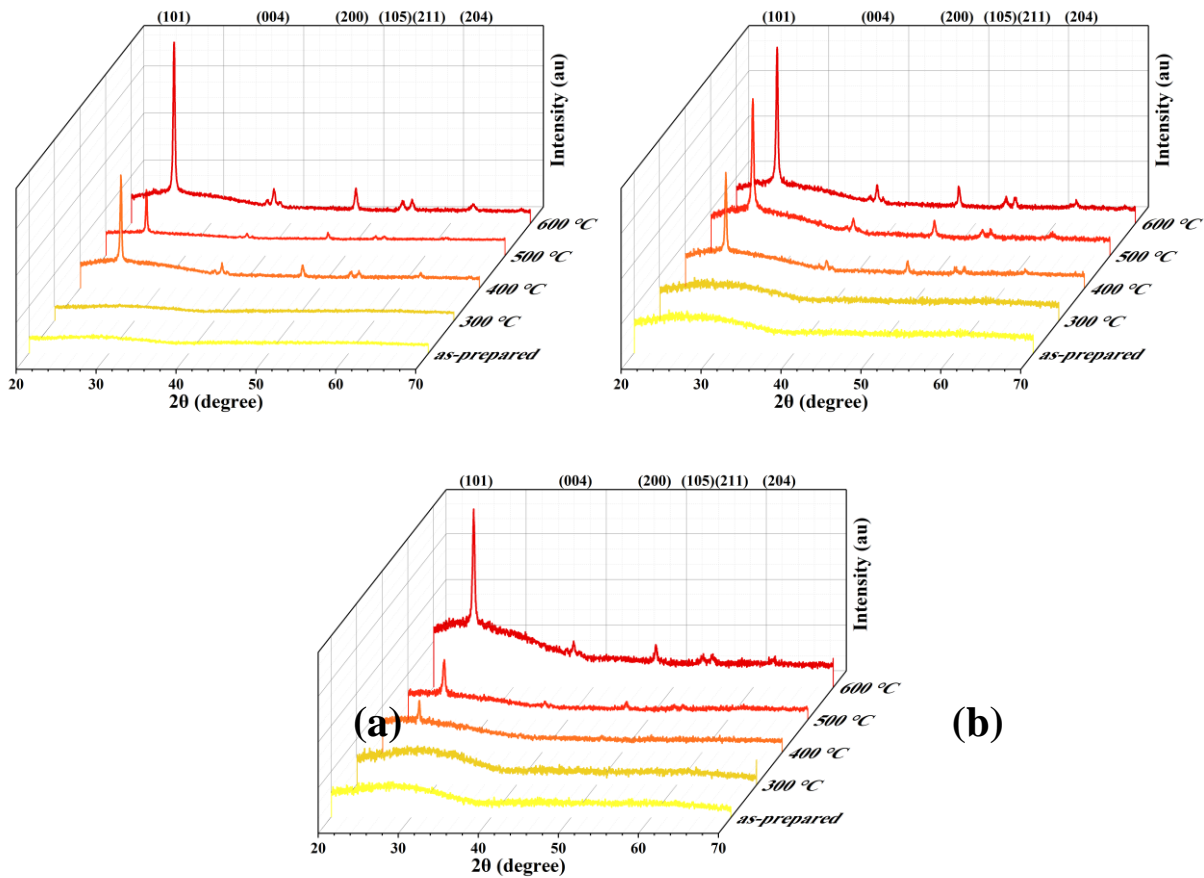 (101) (004) (200) (105)(211) (204)
Intensity (au)
600 °C
500 °C
400 °C
300 °C
as-prepared
20 30 40 50 60 70
2θ (degree)
(101) (004) (200) (105)(211) (204)
Intensity (au)
600 °C
500 °C
400 °C
300 °C
as-prepared
20 30 40 50 60 70
2θ (degree)
(101) (004) (200) (105)(211) (204)
Intensity (au)
600 °C
500 °C
(a) (b)
400 °C
300 °C
as-prepared
20 30 40 50 60 70
2θ (degree)